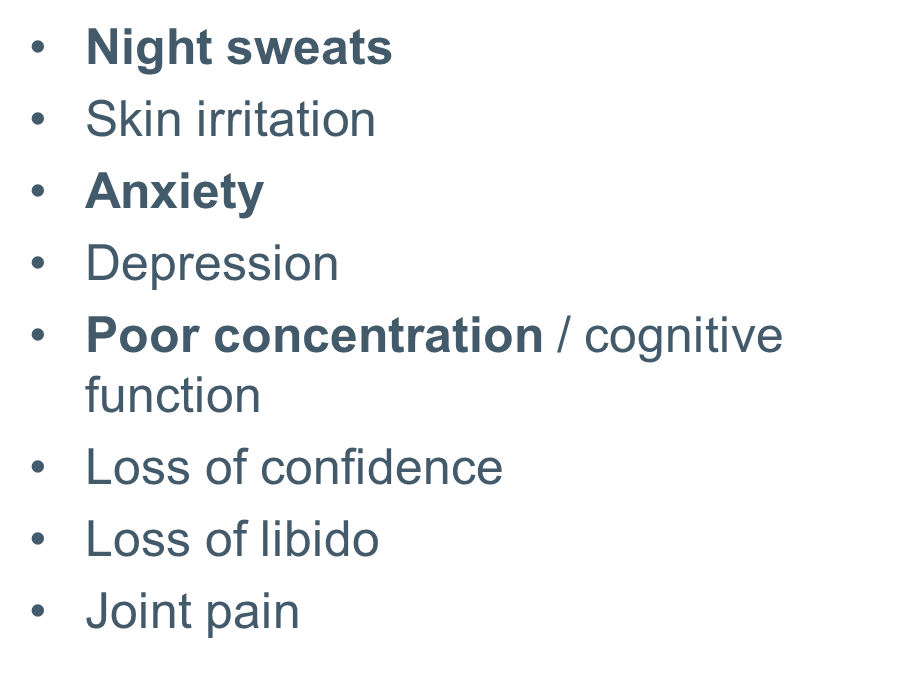 • Night sweats
• Skin irritation
• Anxiety
• Depression
• Poor concentration / cognitive
function
• Loss of confidence
• Loss of libido
• Joint pain